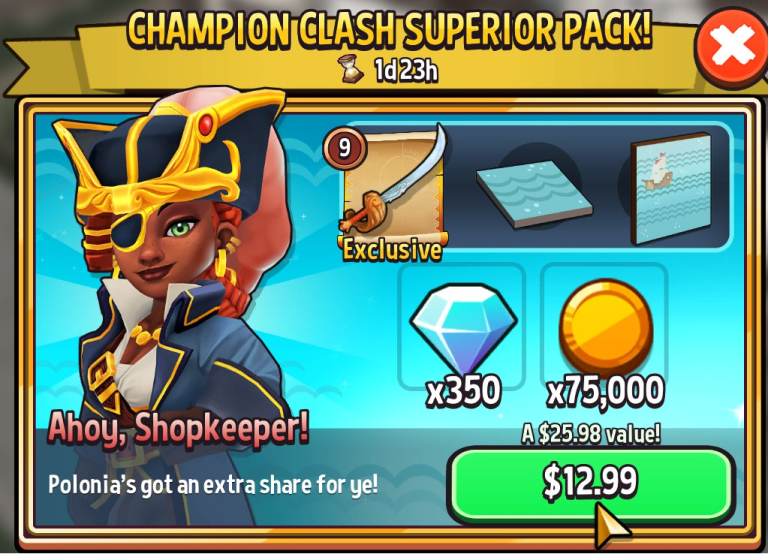 CHAMPION CLASH SUPERIOR PACK!
1d 23h
9
Exclusive
x350
x75,000
Ahoy, Shopkeeper!
A $25.98 value!
Polonia's got an extra share for ye!
$12.99